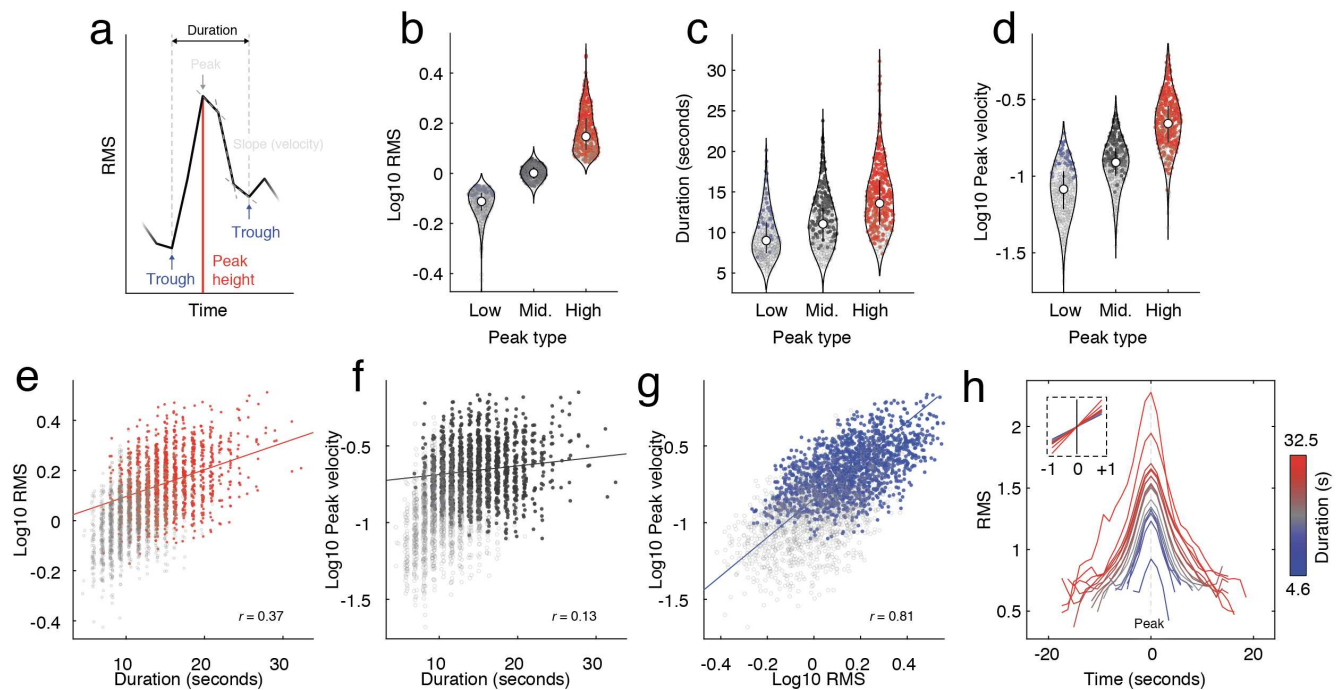 a
Duration
Peak
Slope (velocity)
RMS
Trough
Trough
Peak
height
Time
b
Log10 RMS
0.4
0.2
0
-0.2
-0.4
Low Mid. High
Peak type
c
Duration (seconds)
30
25
20
15
10
5
Low Mid. High
Peak type
d
Log10 Peak velocity
-0.5
-1
-1.5
Low Mid. High
Peak type
e
Log10 RMS
0.4
0.2
0
-0.2
-0.4
r = 0.37
10 20 30
Duration (seconds)
f
Log10 Peak velocity
-0.5
-1
-1.5
r = 0.13
10 20 30
Duration (seconds)
g
Log10 Peak velocity
-0.5
-1
-1.5
r = 0.81
-0.4 -0.2 0 0.2 0.4
Log10 RMS
h
RMS
2
1.5
1
0.5
-1 0 +1
Peak
-20 0 20
Time (seconds)
32.5
Duration (s)
4.6